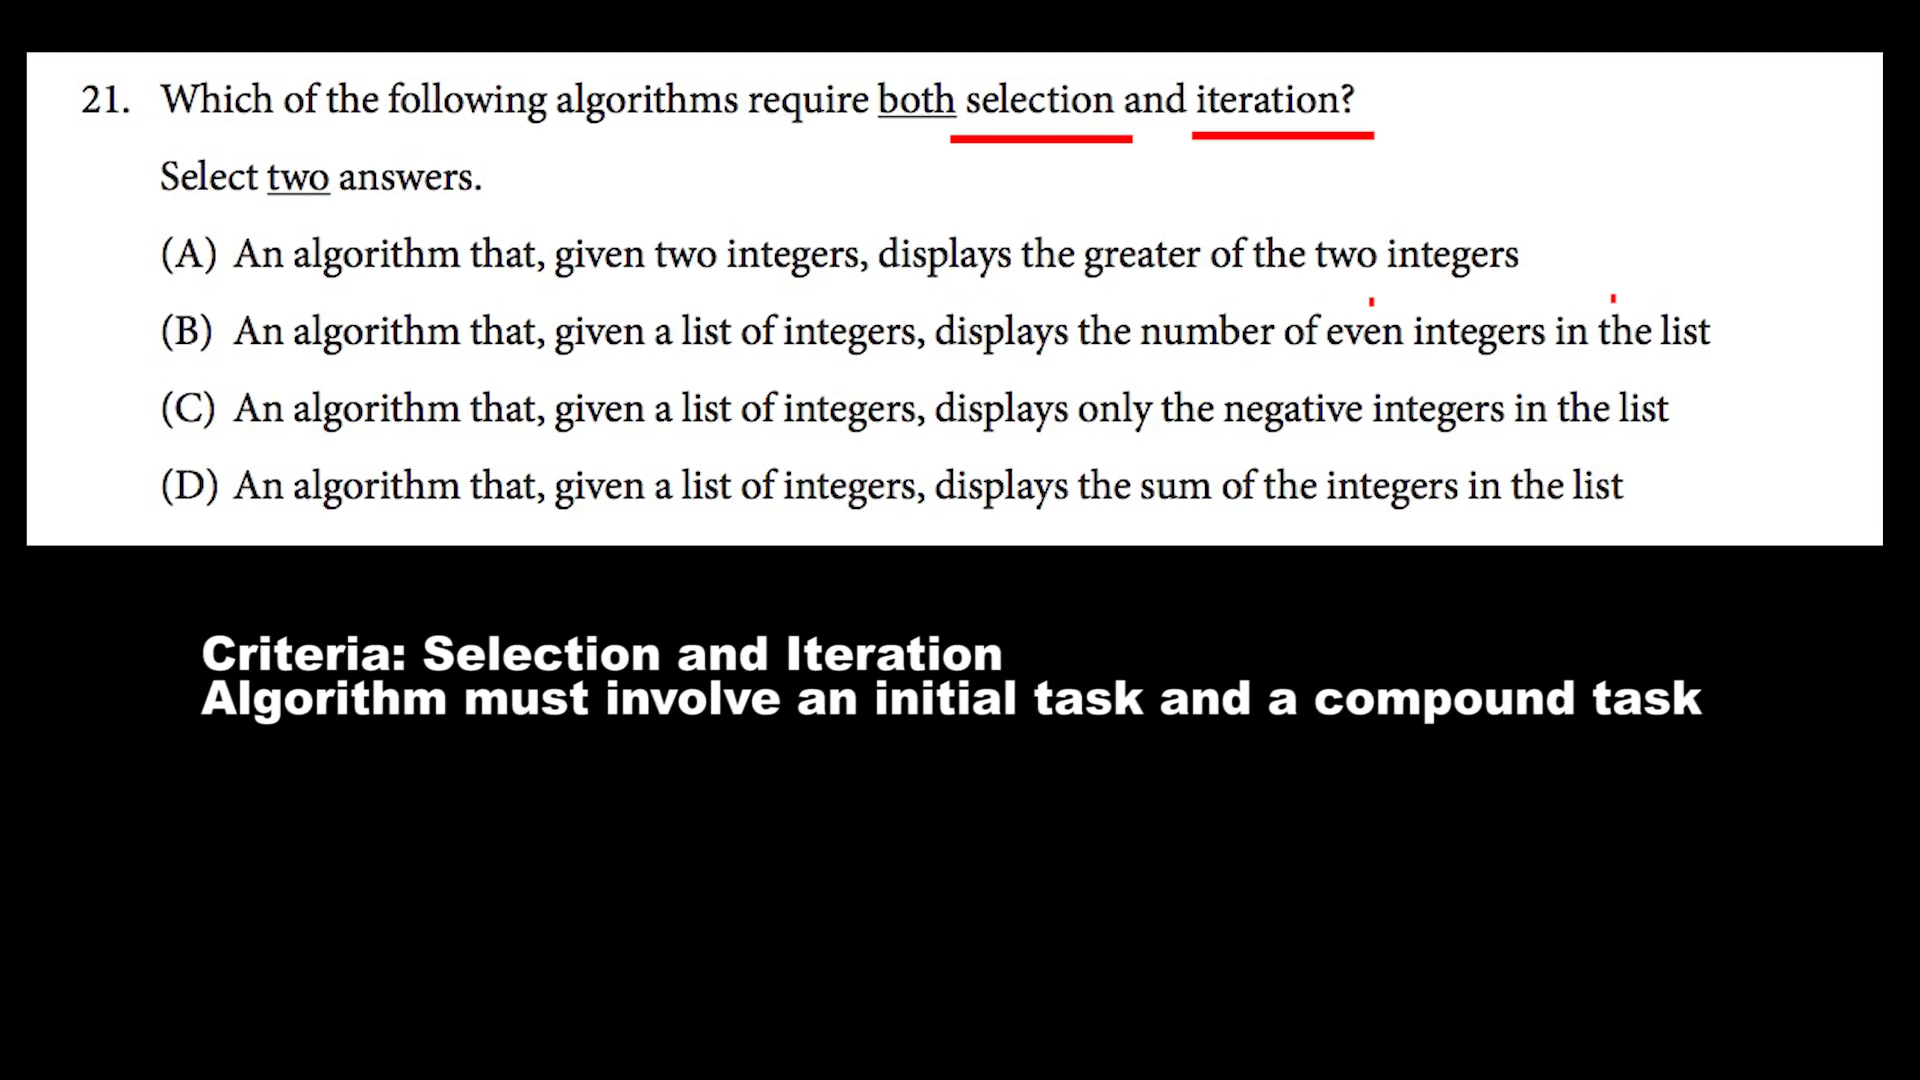 21. Which of the following algorithms require both selection and iteration?
Select two answers.
(A) An algorithm that, given two integers, displays the greater of the two integers
(B) An algorithm that, given a list of integers, displays the number of even integers in the list
(C) An algorithm that, given a list of integers, displays only the negative integers in the list
(D) An algorithm that, given a list of integers, displays the sum of the integers in the list
Criteria: Selection and Iteration
Algorithm must involve an initial task and a compound task